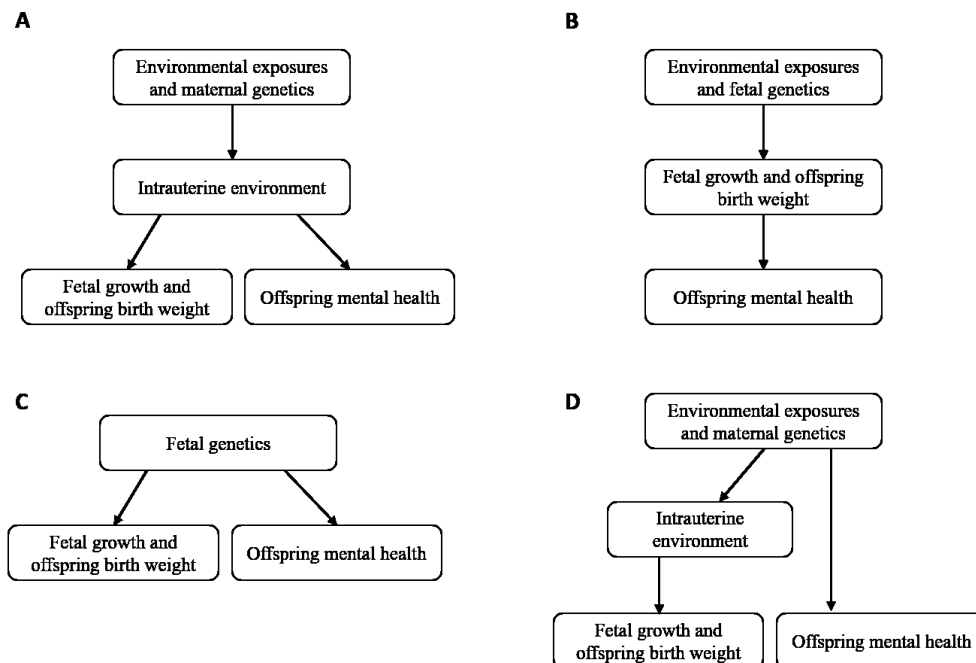 A
Environmental exposures
and maternal genetics
Intrauterine environment
Fetal growth and
offspring birth weight
Offspring mental health
B
Environmental exposures
and fetal genetics
Fetal growth and offspring
birth weight
Offspring mental health
C
Fetal genetics
Fetal growth and
offspring birth weight
Offspring mental health
D
Environmental exposures
and maternal genetics
Intrauterine
environment
Fetal growth and
offspring birth weight
Offspring mental health